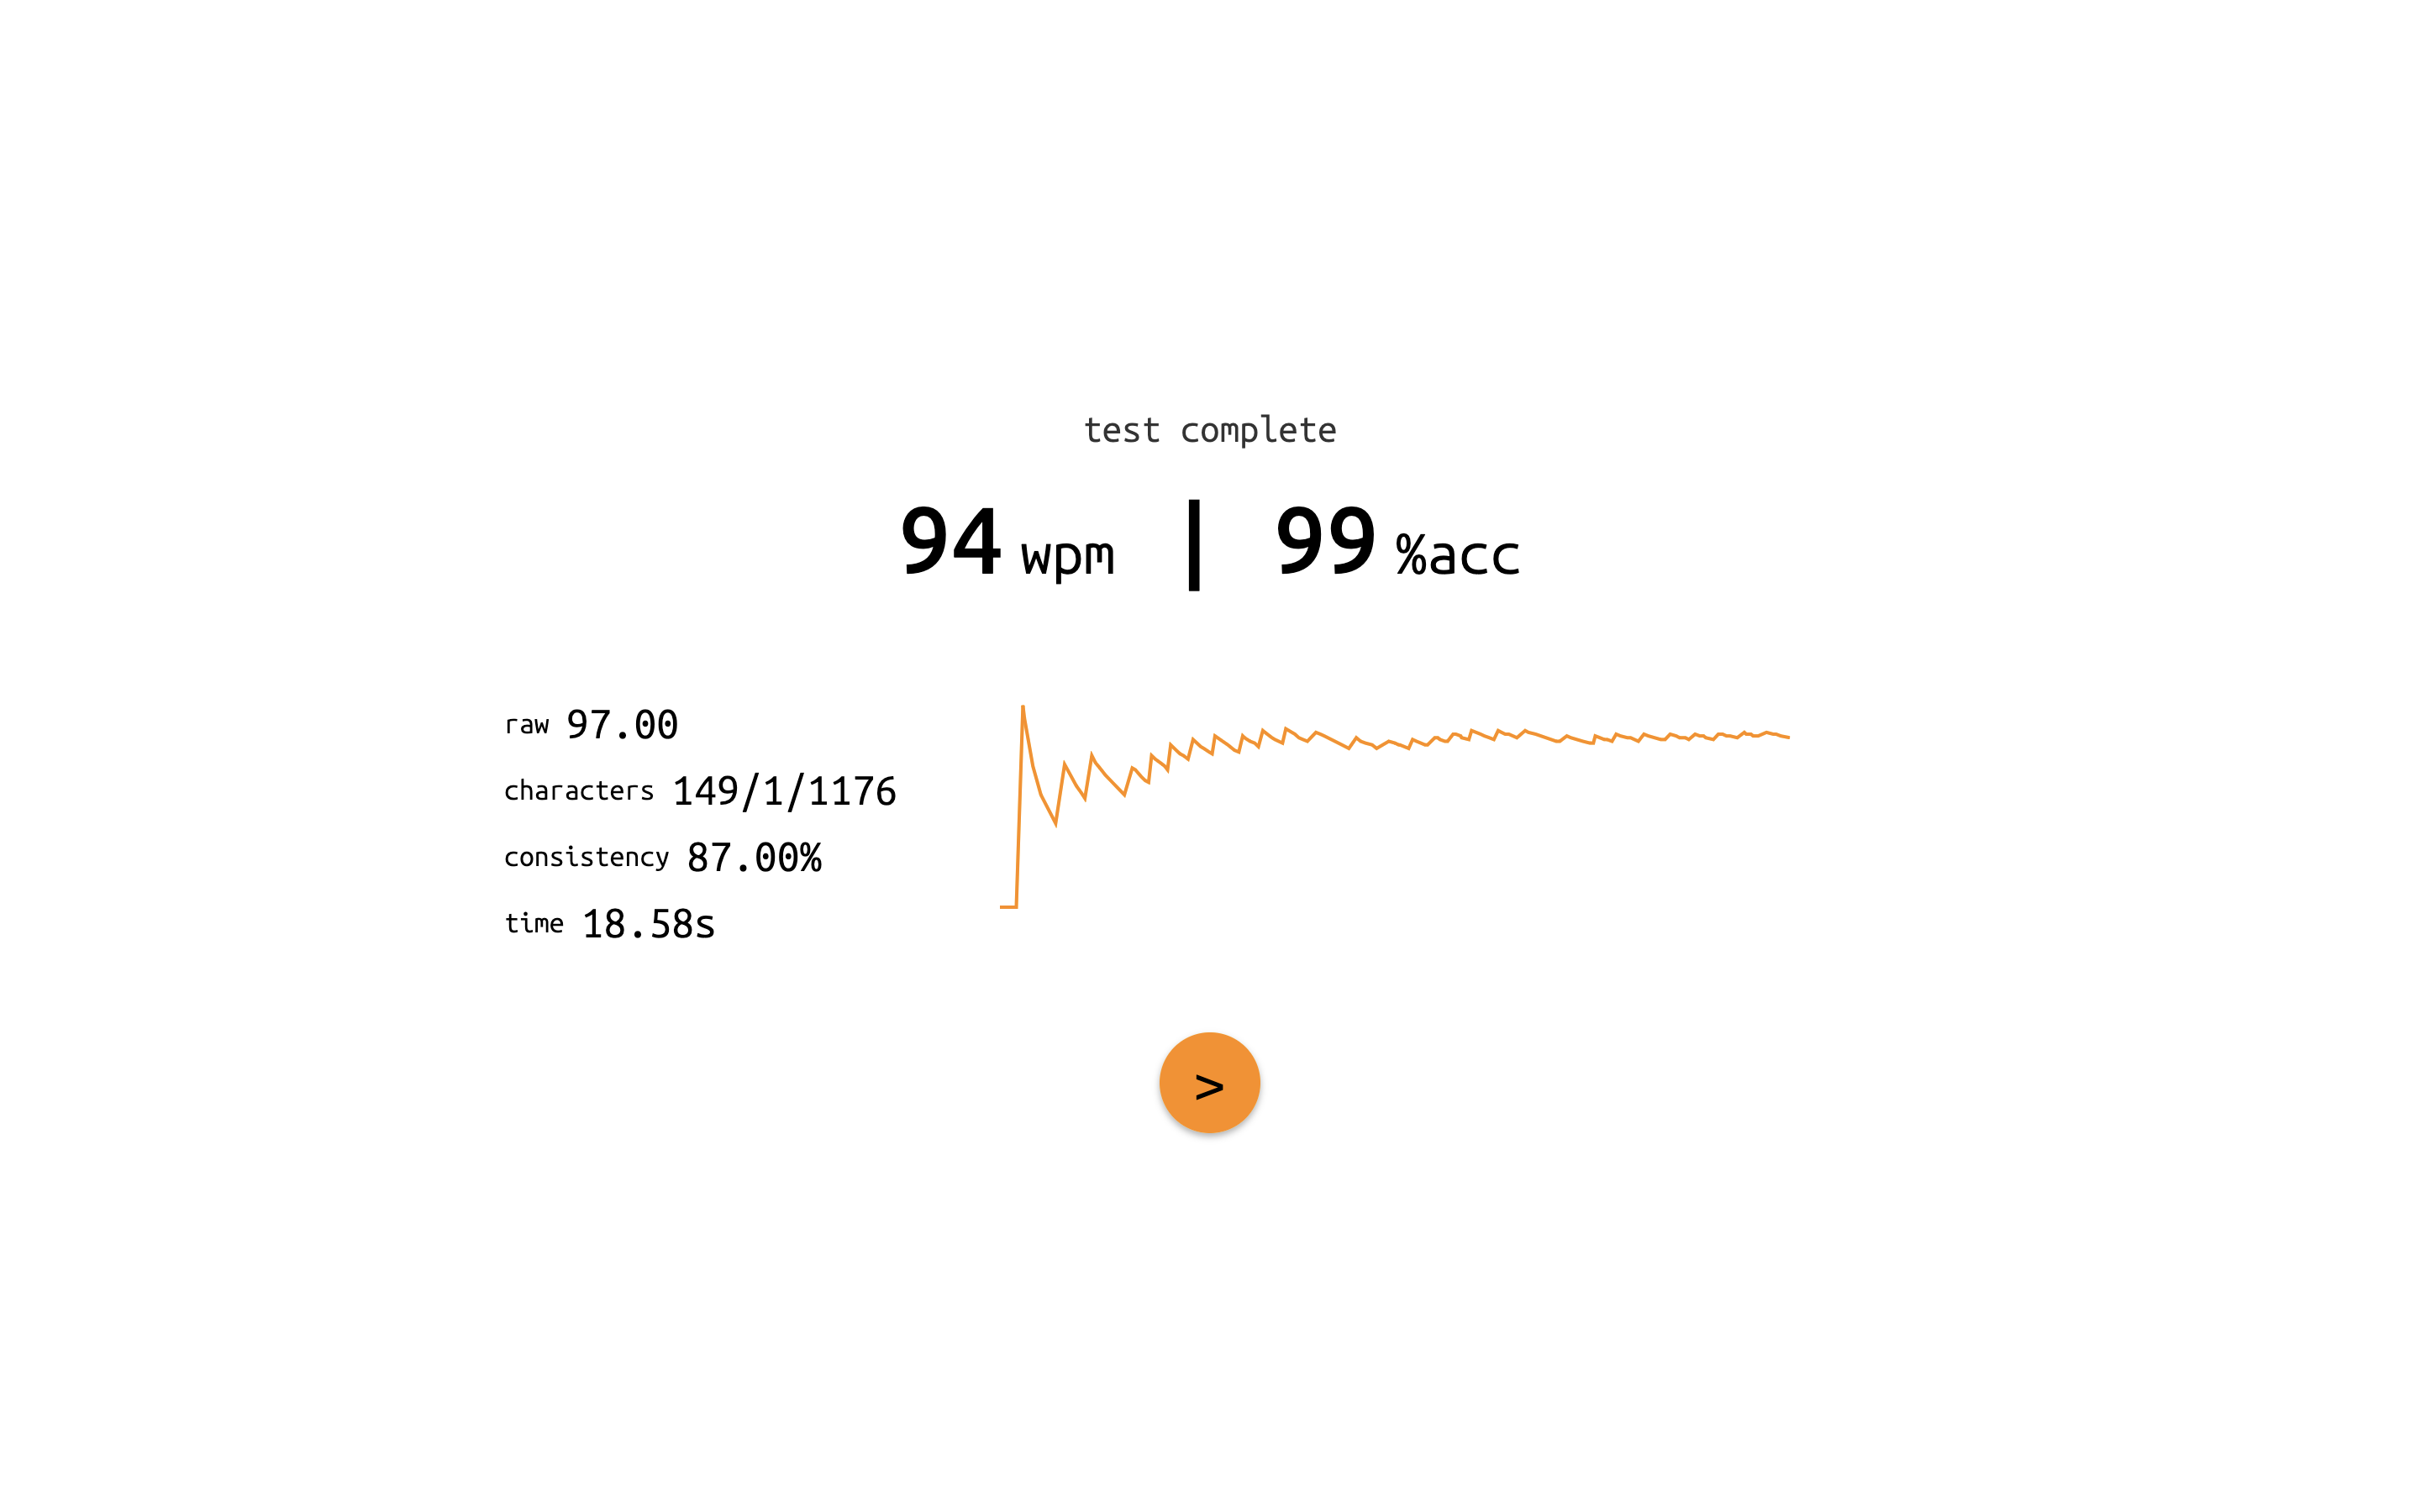 test complete
94 wpm | 99 %acc
raw 97.00
characters 149/1/1176
consistency 87.00%
time 18.58s
>